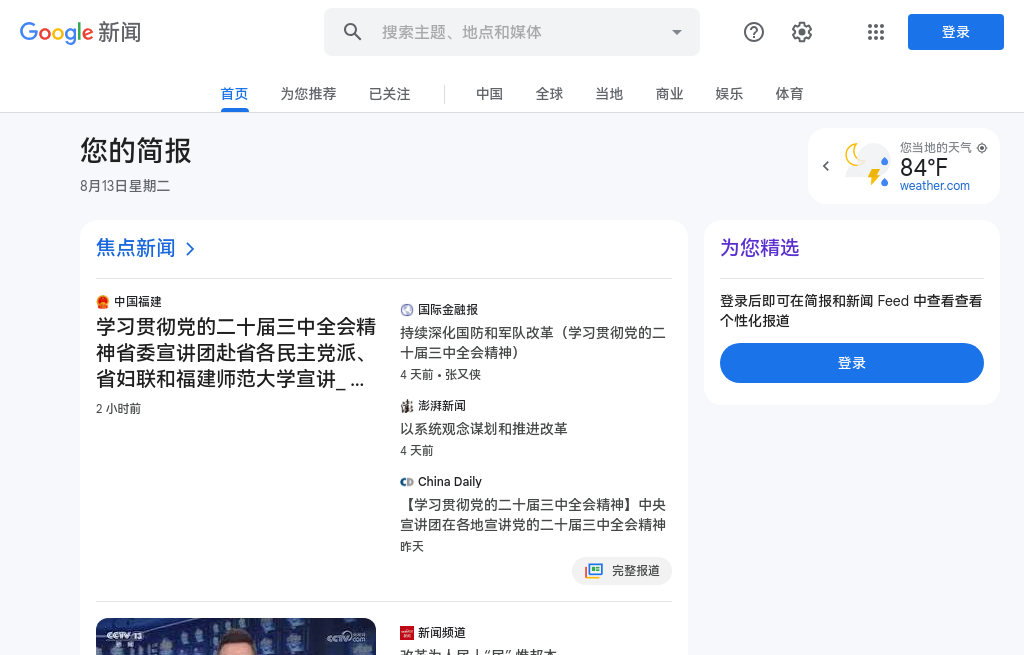 Google 新闻
搜索主题、地点和媒体
登录
首页
为您推荐
已关注
中国
全球
当地
商业
娱乐
体育
您的简报
8月13日星期二
您当地的天气
84°F
weather.com
焦点新闻
中国福建
学习贯彻党的二十届三中全会精
神省委宣讲团赴省各民主党派、
省妇联和福建师范大学宣讲_ ...
2 小时前
国际金融报
持续深化国防和军队改革（学习贯彻党的二
十届三中全会精神）
4 天前 • 张又侠
澎湃新闻
以系统观念谋划和推进改革
4 天前
China Daily
【学习贯彻党的二十届三中全会精神】中央
宣讲团在各地宣讲党的二十届三中全会精神
昨天
完整报道
为您精选
登录后即可在简报和新闻 Feed 中查看查看
个性化报道
登录
CCTV 13
新闻
CCTV
com
新闻频道